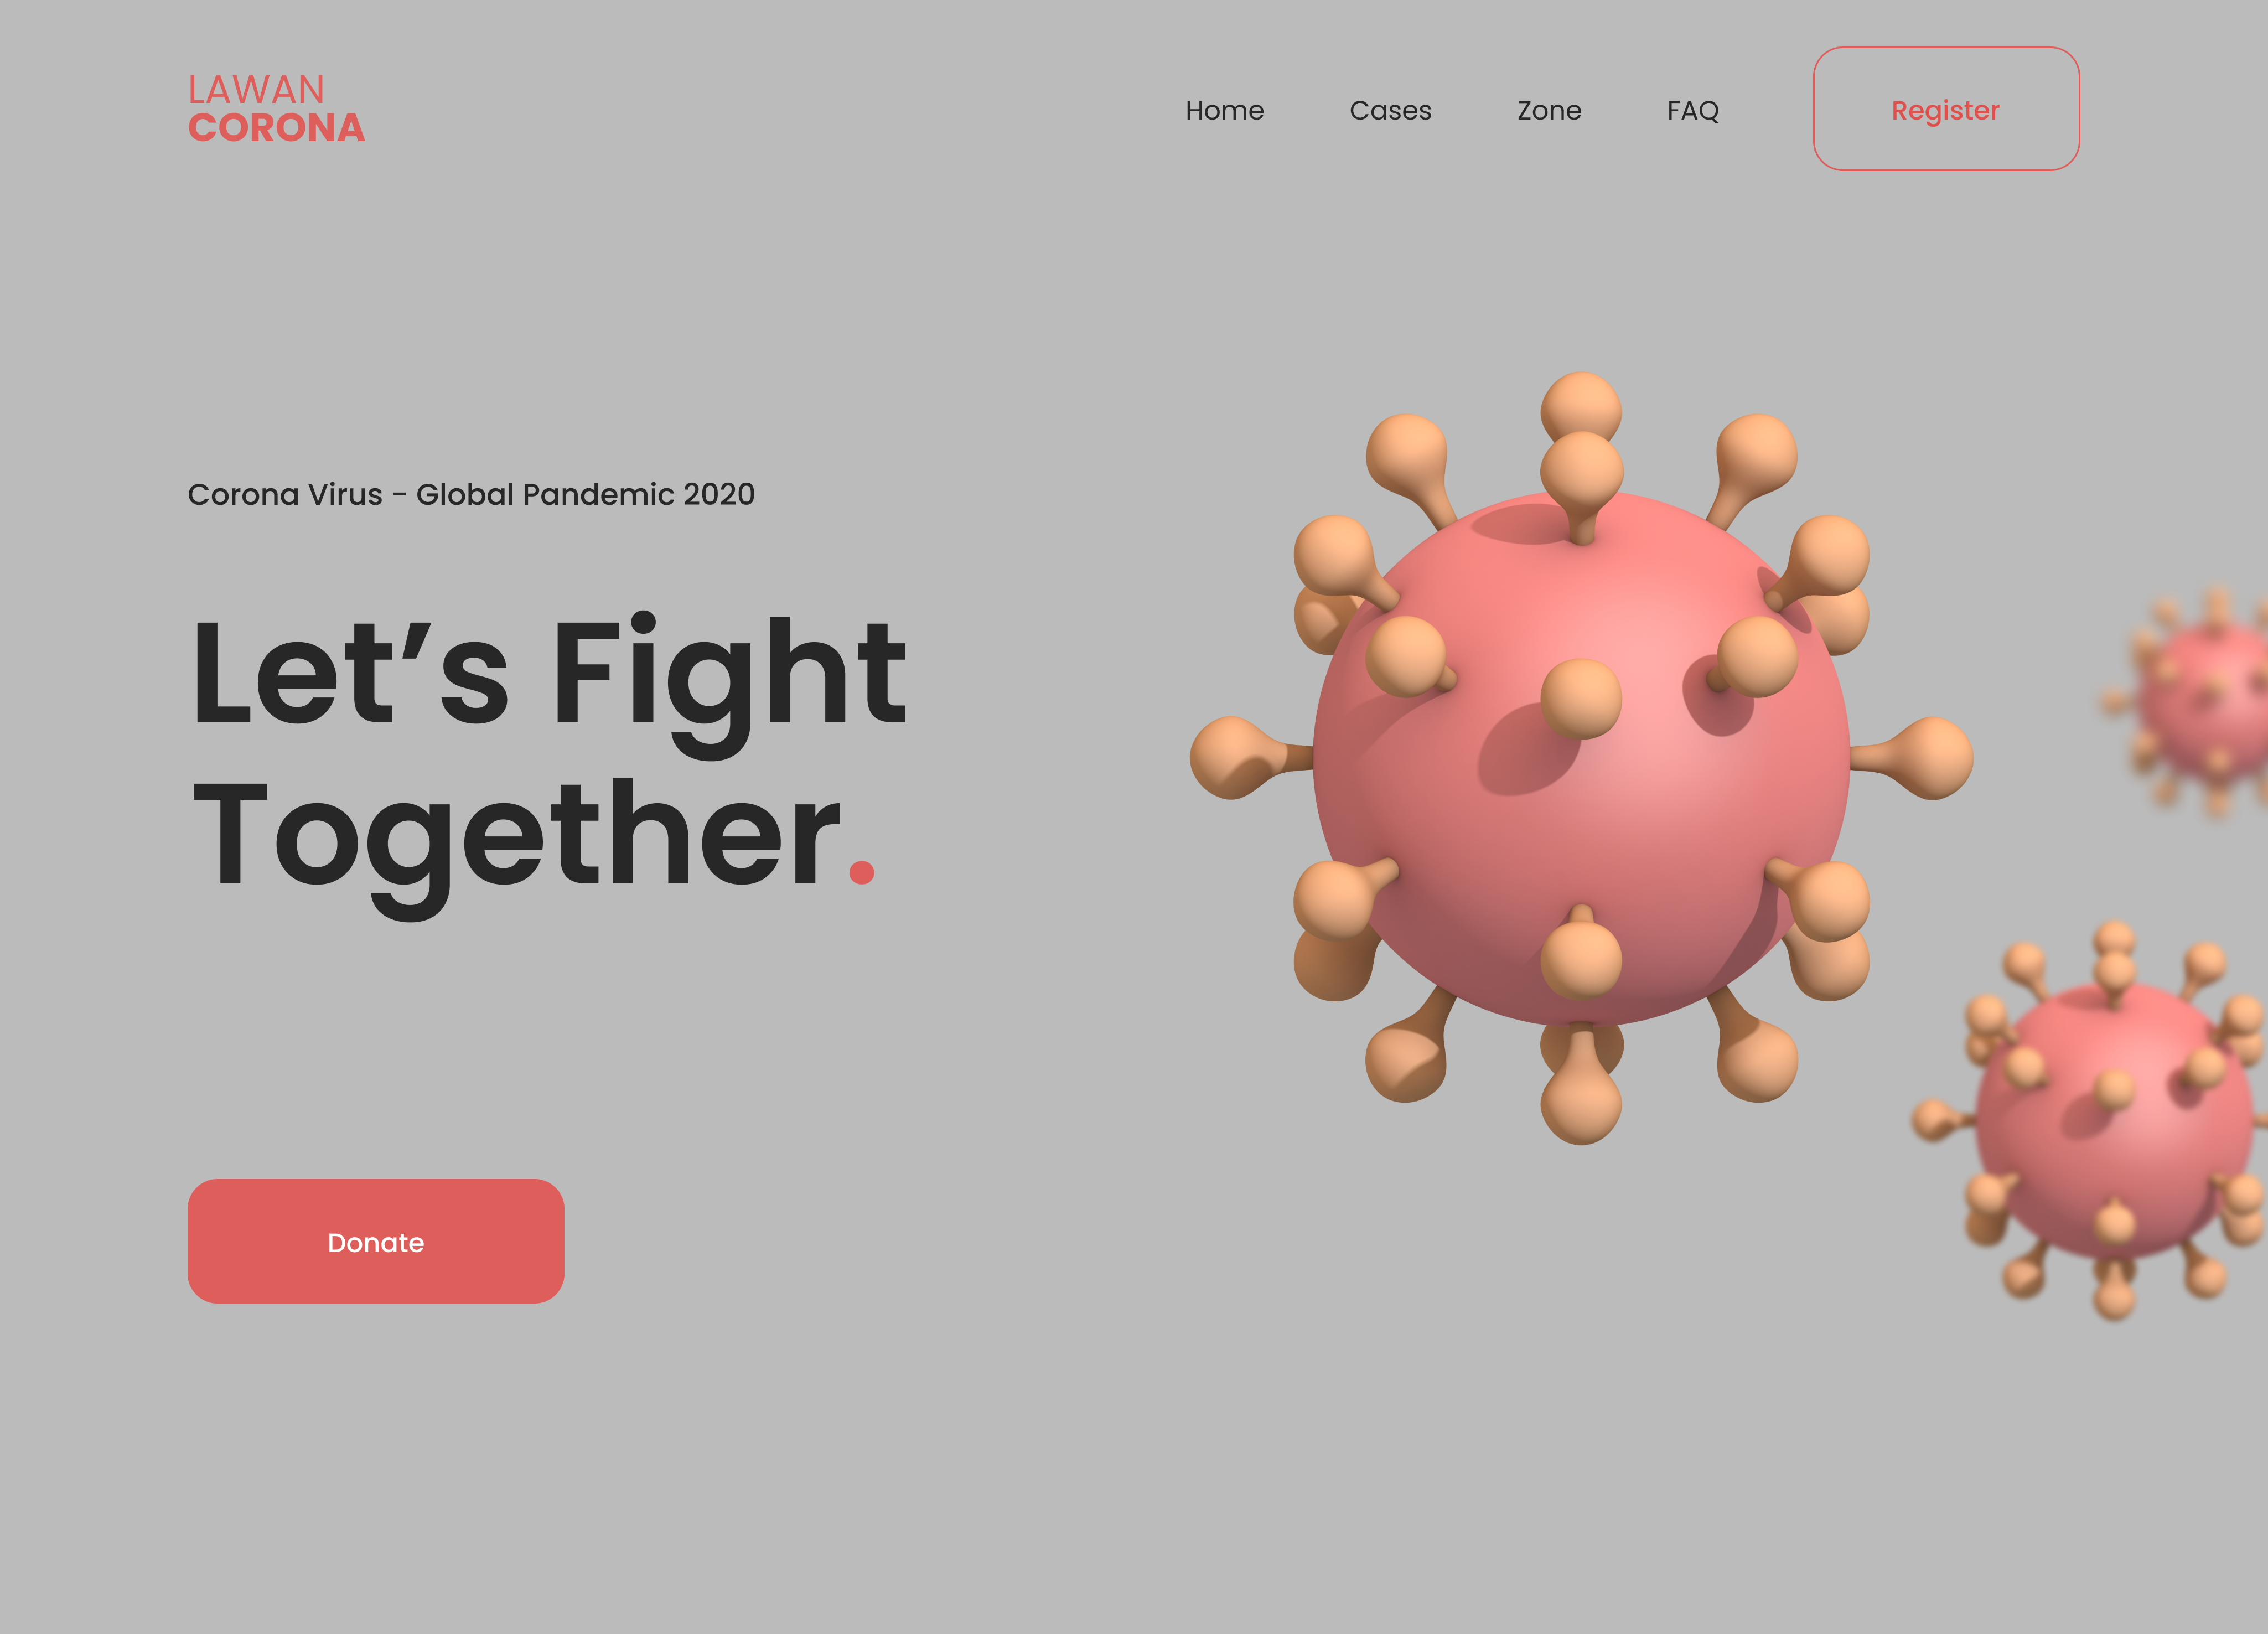 LAWAN
CORONA
Home Cases Zone FAQ Register
Corona Virus - Global Pandemic 2020
Let’s Fight
Together.
Donate